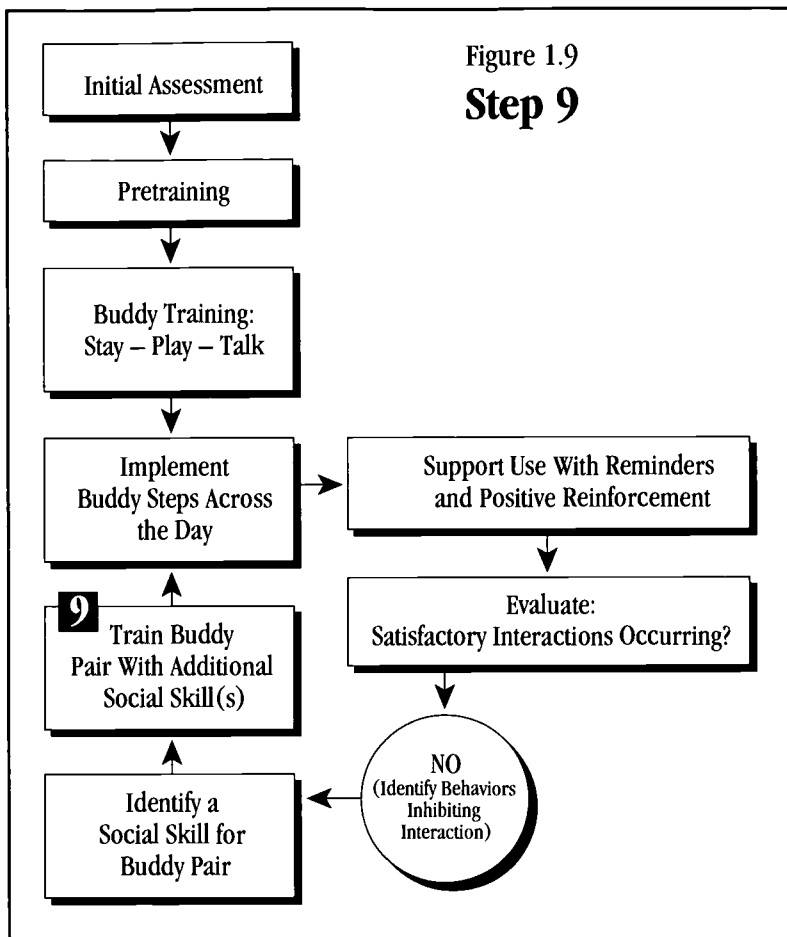 Figure 1.9
Step 9
Initial Assessment
Pretraining
Buddy Training:
Stay – Play – Talk
Implement
Buddy Steps Across
the Day
Support Use With Reminders
and Positive Reinforcement
Evaluate:
Satisfactory Interactions Occurring?
NO
(Identify Behaviors
Inhibiting
Interaction)
Identify a
Social Skill for
Buddy Pair
9
Train Buddy
Pair With Additional
Social Skill(s)